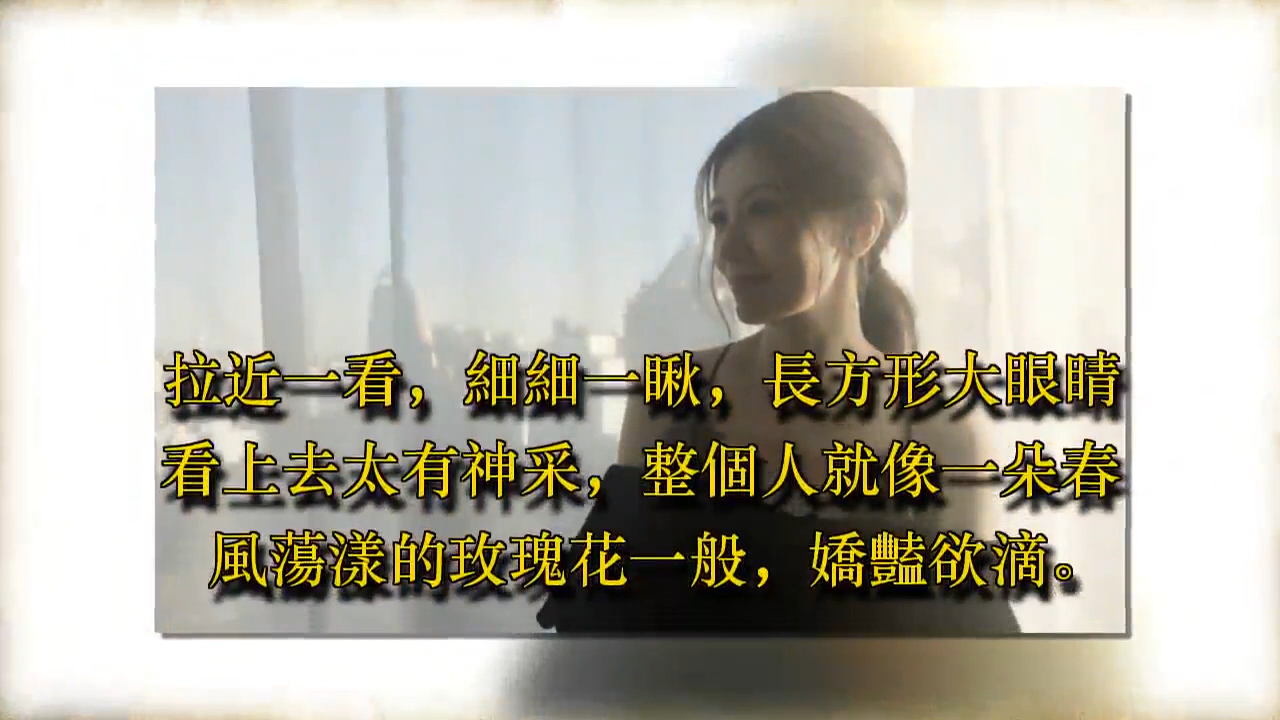 拉近一看，細細一瞅，長方形大眼睛
看上去太有神采，整個人就像一朵春
風蕩漾的玫瑰花一般，嬌豔欲滴。